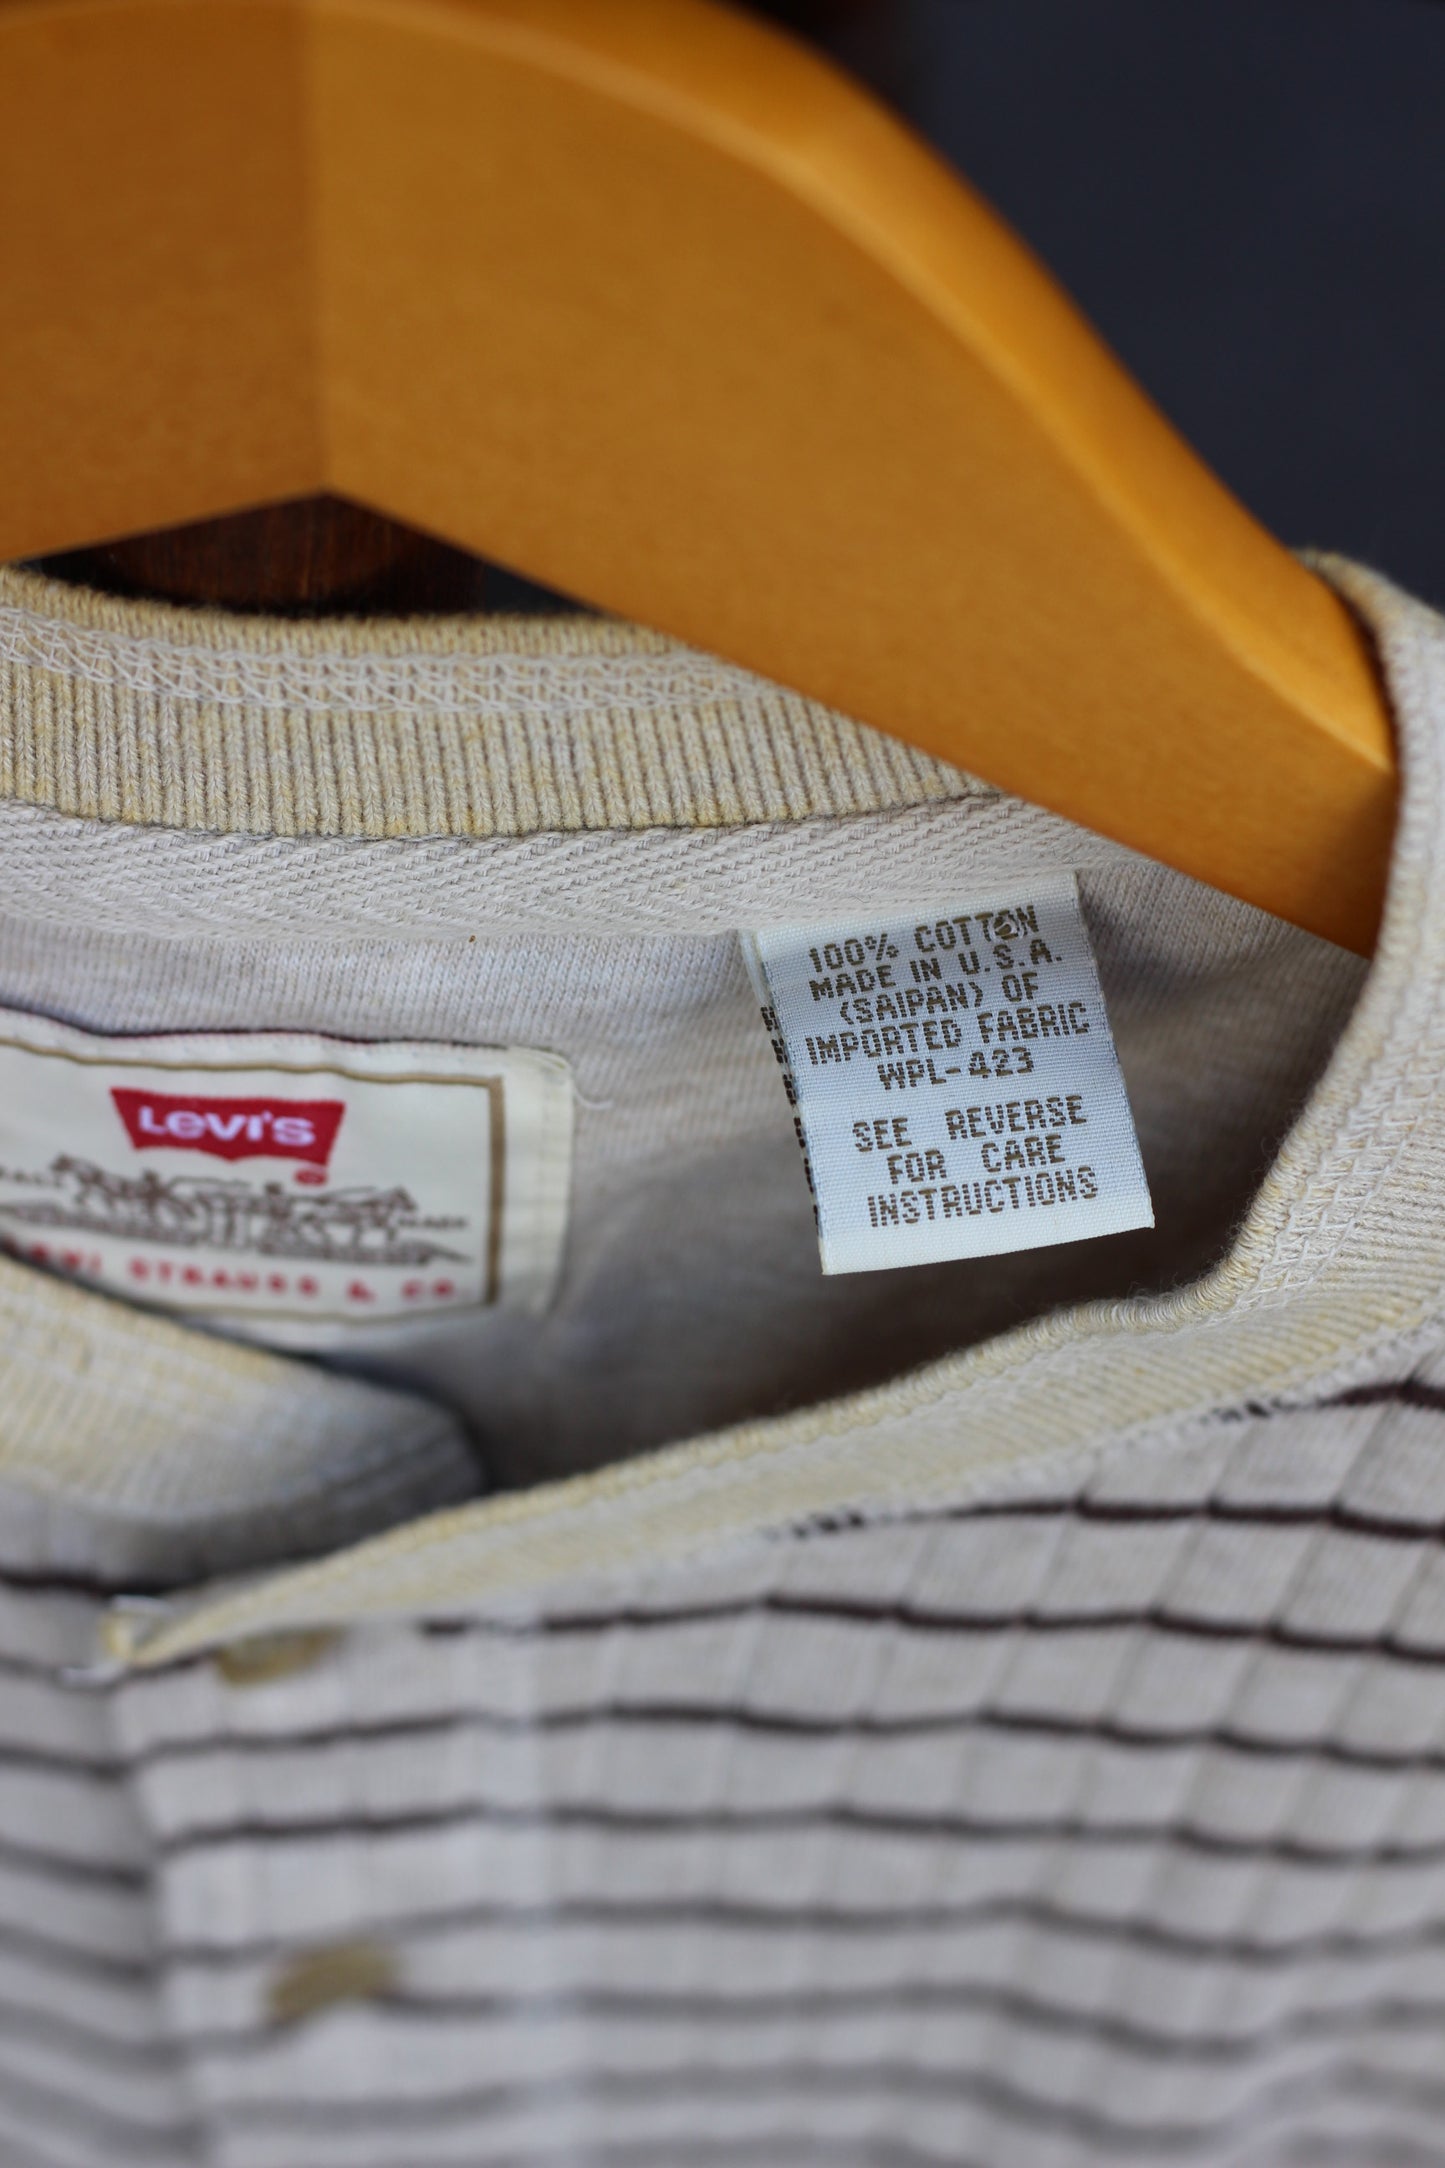 100% COTTON
MADE IN U.S.A.
(SAIPAN) OF
IMPORTED FABRIC
WPL-423
SEE REVERSE
FOR CARE
INSTRUCTIONS
LEVI'S
®
STRAUSS & CO.